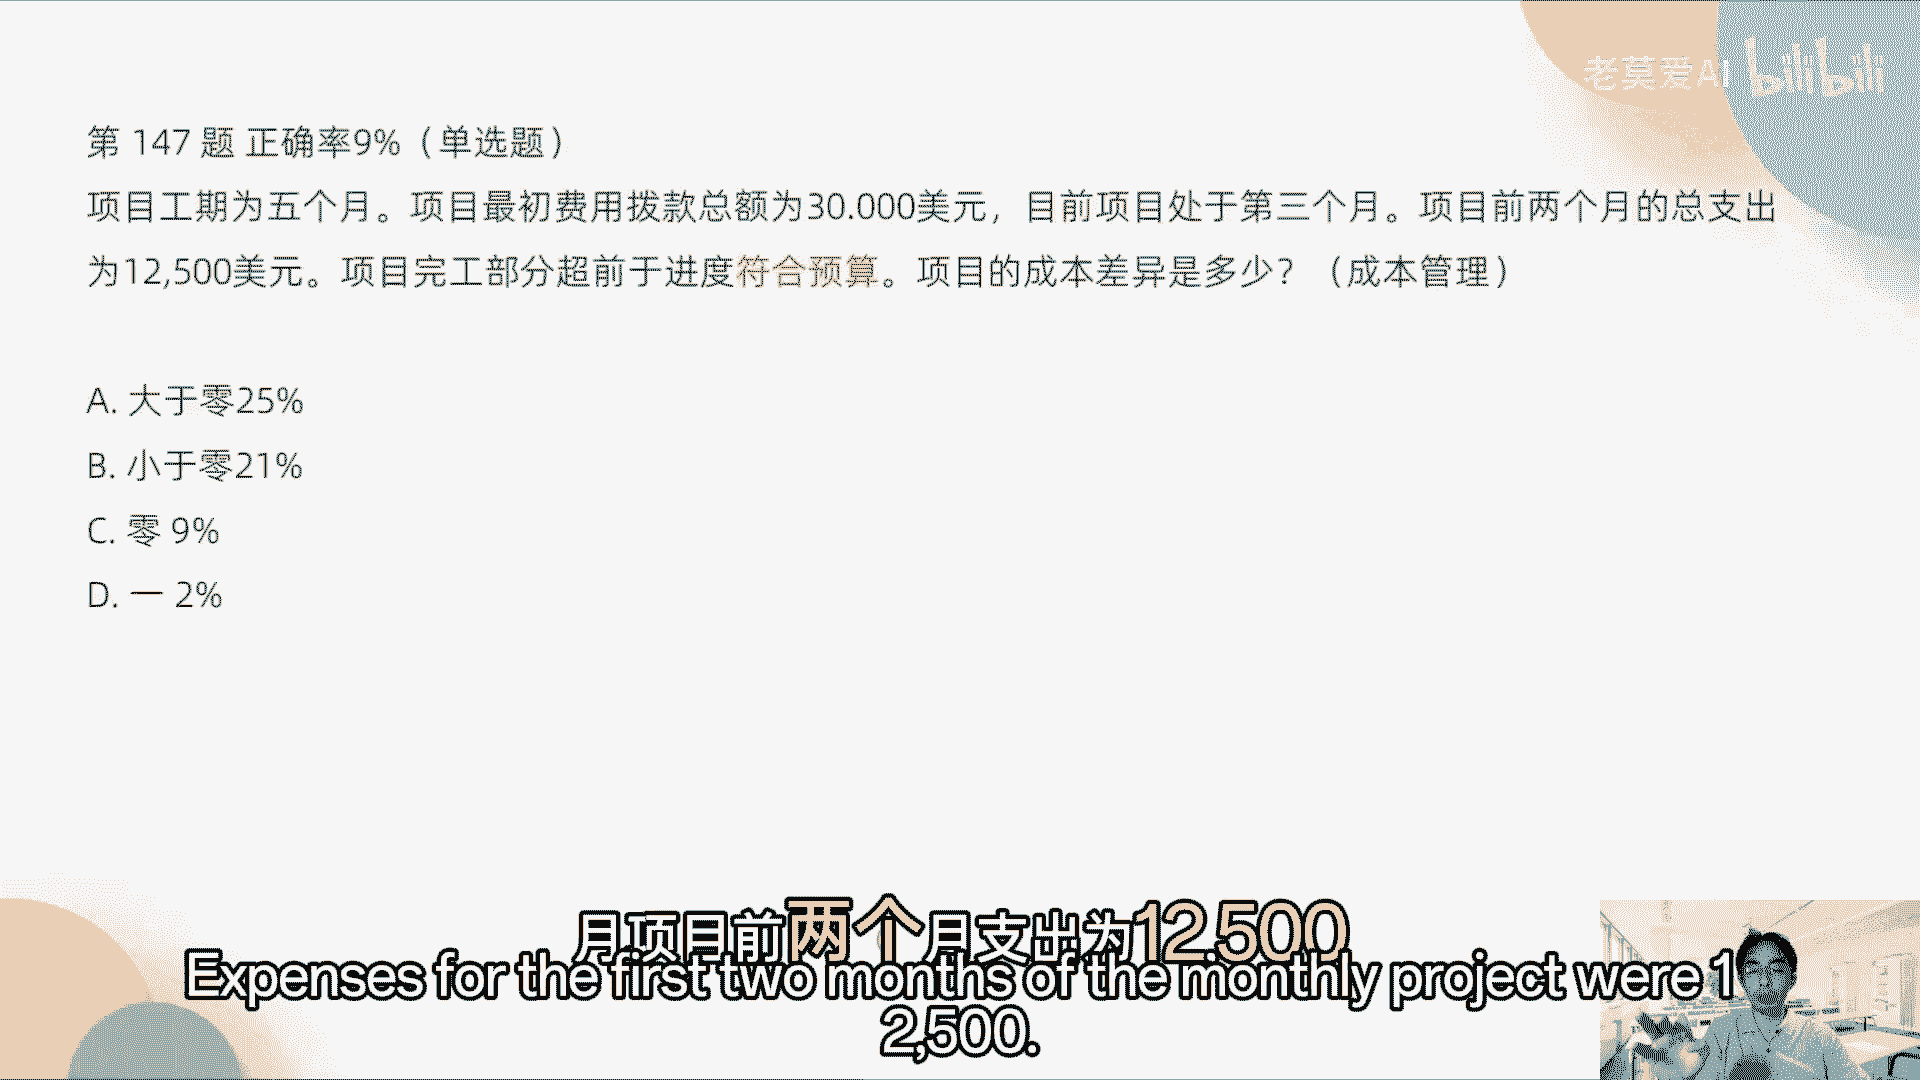 老莫爱AI bilibili
第 147 题 正确率9%（单选题）
项目工期为五个月。项目最初费用拨款总额为30.000美元，目前项目处于第三个月。项目前两个月的总支出
为12,500美元。项目完工部分超前于进度符合预算。项目的成本差异是多少？（成本管理）
A. 大于零25%
B. 小于零21%
C. 零 9%
D. 一 2%
月项目前两个月支出为12.500
Expenses for the first two months of the monthly project were 1
2,500.